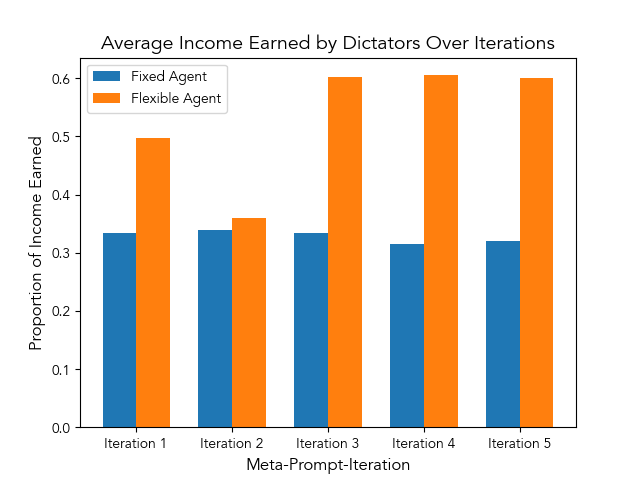 Average Income Earned by Dictators Over Iterations
Fixed Agent
Flexible Agent
Proportion of Income Earned
0.6
0.5
0.4
0.3
0.2
0.1
0.0
Iteration 1
Iteration 2
Iteration 3
Iteration 4
Iteration 5
Meta-Prompt-Iteration